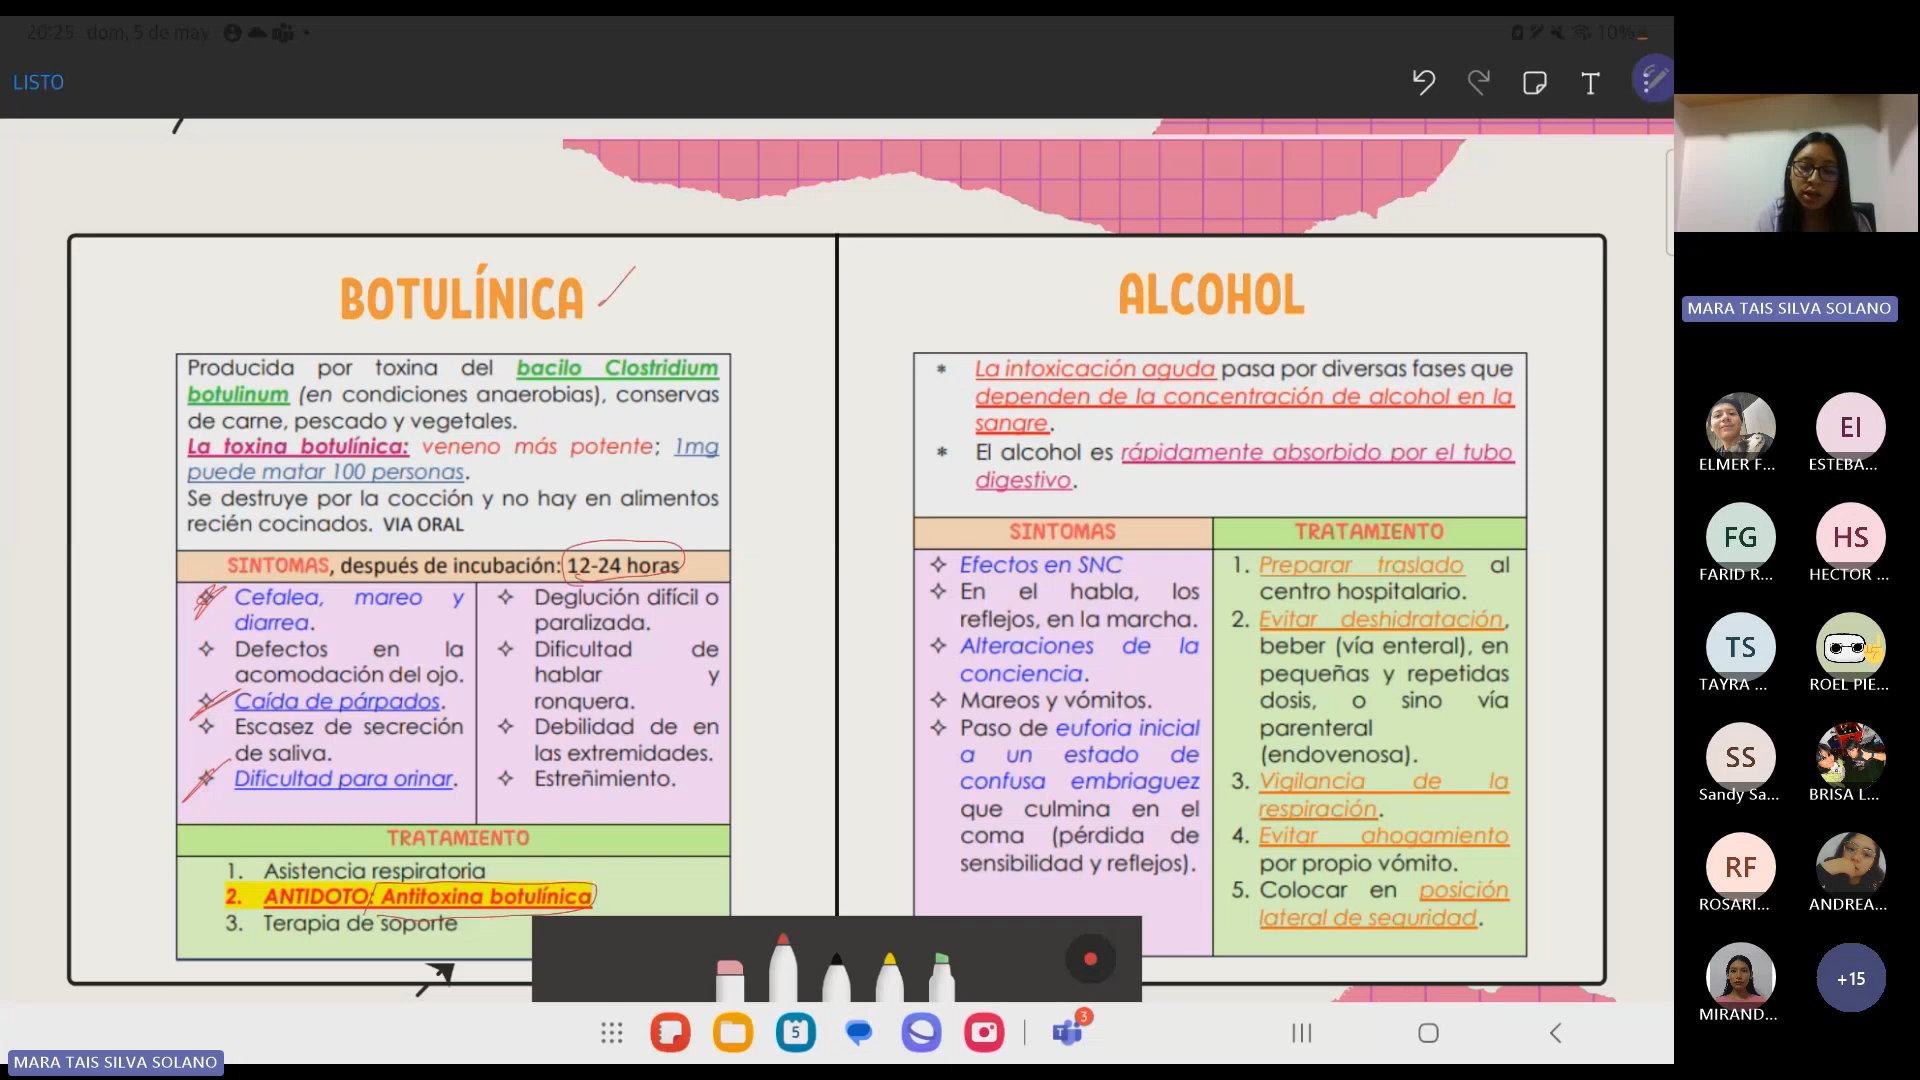 20:25 dom, 5 de may
10%
LISTO
T
BOTULÍNICA
Producida por toxina del bacilo Clostridium
botulinum (en condiciones anaerobias), conservas
de carne, pescado y vegetales.
La toxina botulínica: veneno más potente; 1mg
puede matar 100 personas.
Se destruye por la cocción y no hay en alimentos
recién cocinados. VIA ORAL
SINTOMAS, después de incubación: 12-24 horas
Cefalea, mareo y
diarrea.
Defectos en la
acomodación del ojo.
Caída de párpados.
Escasez de secreción
de saliva.
Dificultad para orinar.
Deglución difícil o
paralizada.
Dificultad de
hablar y
ronquera.
Debilidad de en
las extremidades.
Estreñimiento.
TRATAMIENTO
1. Asistencia respiratoria
2. ANTIDOTO: Antitoxina botulínica
3. Terapia de soporte
ALCOHOL
* La intoxicación aguda pasa por diversas fases que
dependen de la concentración de alcohol en la
sangre.
* El alcohol es rápidamente absorbido por el tubo
digestivo.
SINTOMAS
Efectos en SNC
En el habla, los
reflejos, en la marcha.
Alteraciones de la
conciencia.
Mareos y vómitos.
Paso de euforia inicial
a un estado de
confusa embriaguez
que culmina en el
coma (pérdida de
sensibilidad y reflejos).
TRATAMIENTO
1. Preparar traslado al
centro hospitalario.
2. Evitar deshidratación,
beber (vía enteral), en
pequeñas y repetidas
dosis, o sino vía
parenteral
(endovenosa).
3. Vigilancia de la
respiración.
4. Evitar ahogamiento
por propio vómito.
5. Colocar en posición
lateral de seguridad.
5
T
3
MARA TAIS SILVA SOLANO
MARA TAIS SILVA SOLANO
ELMER F...
EI
ESTEBA...
FG
FARID R...
HS
HECTOR ...
TS
TAYRA ...
ROEL PIE...
SS
Sandy Sa...
BRISA L...
RF
ROSARI...
ANDREA...
MIRAND...
+15